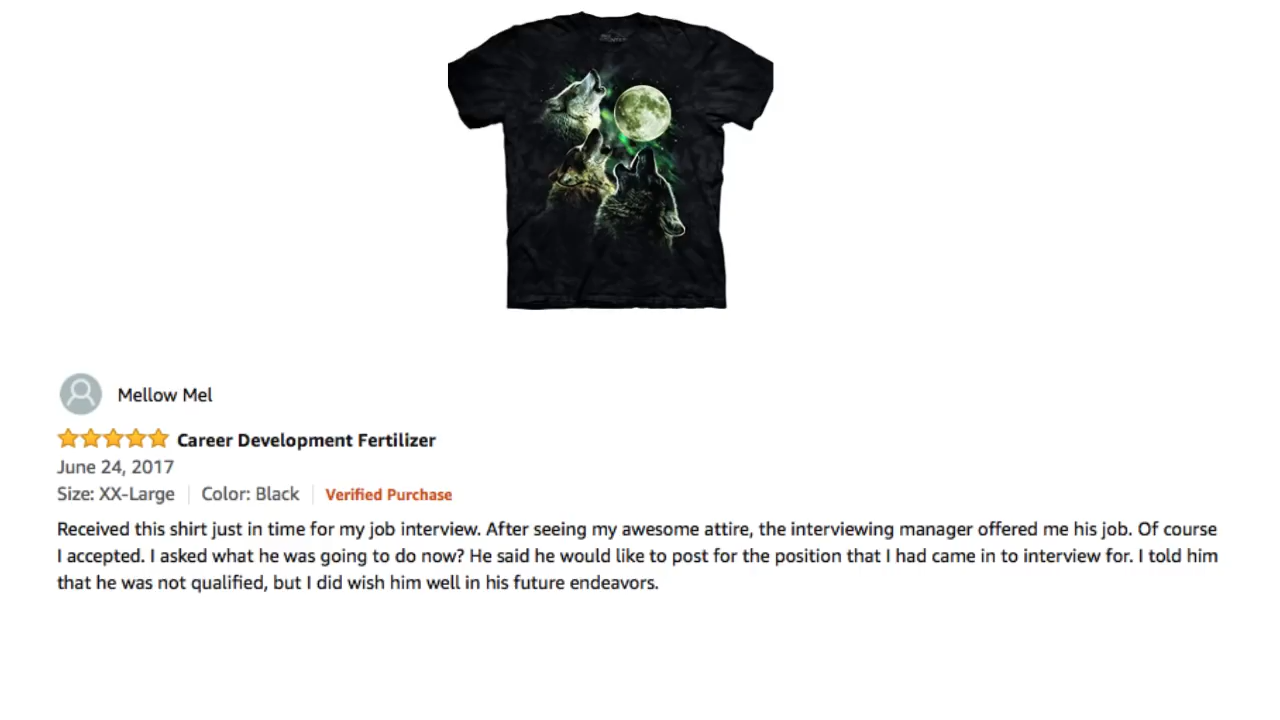 Mellow Mel
Career Development Fertilizer
June 24, 2017
Size: XX-Large | Color: Black | Verified Purchase
Received this shirt just in time for my job interview. After seeing my awesome attire, the interviewing manager offered me his job. Of course
I accepted. I asked what he was going to do now? He said he would like to post for the position that I had came in to interview for. I told him
that he was not qualified, but I did wish him well in his future endeavors.